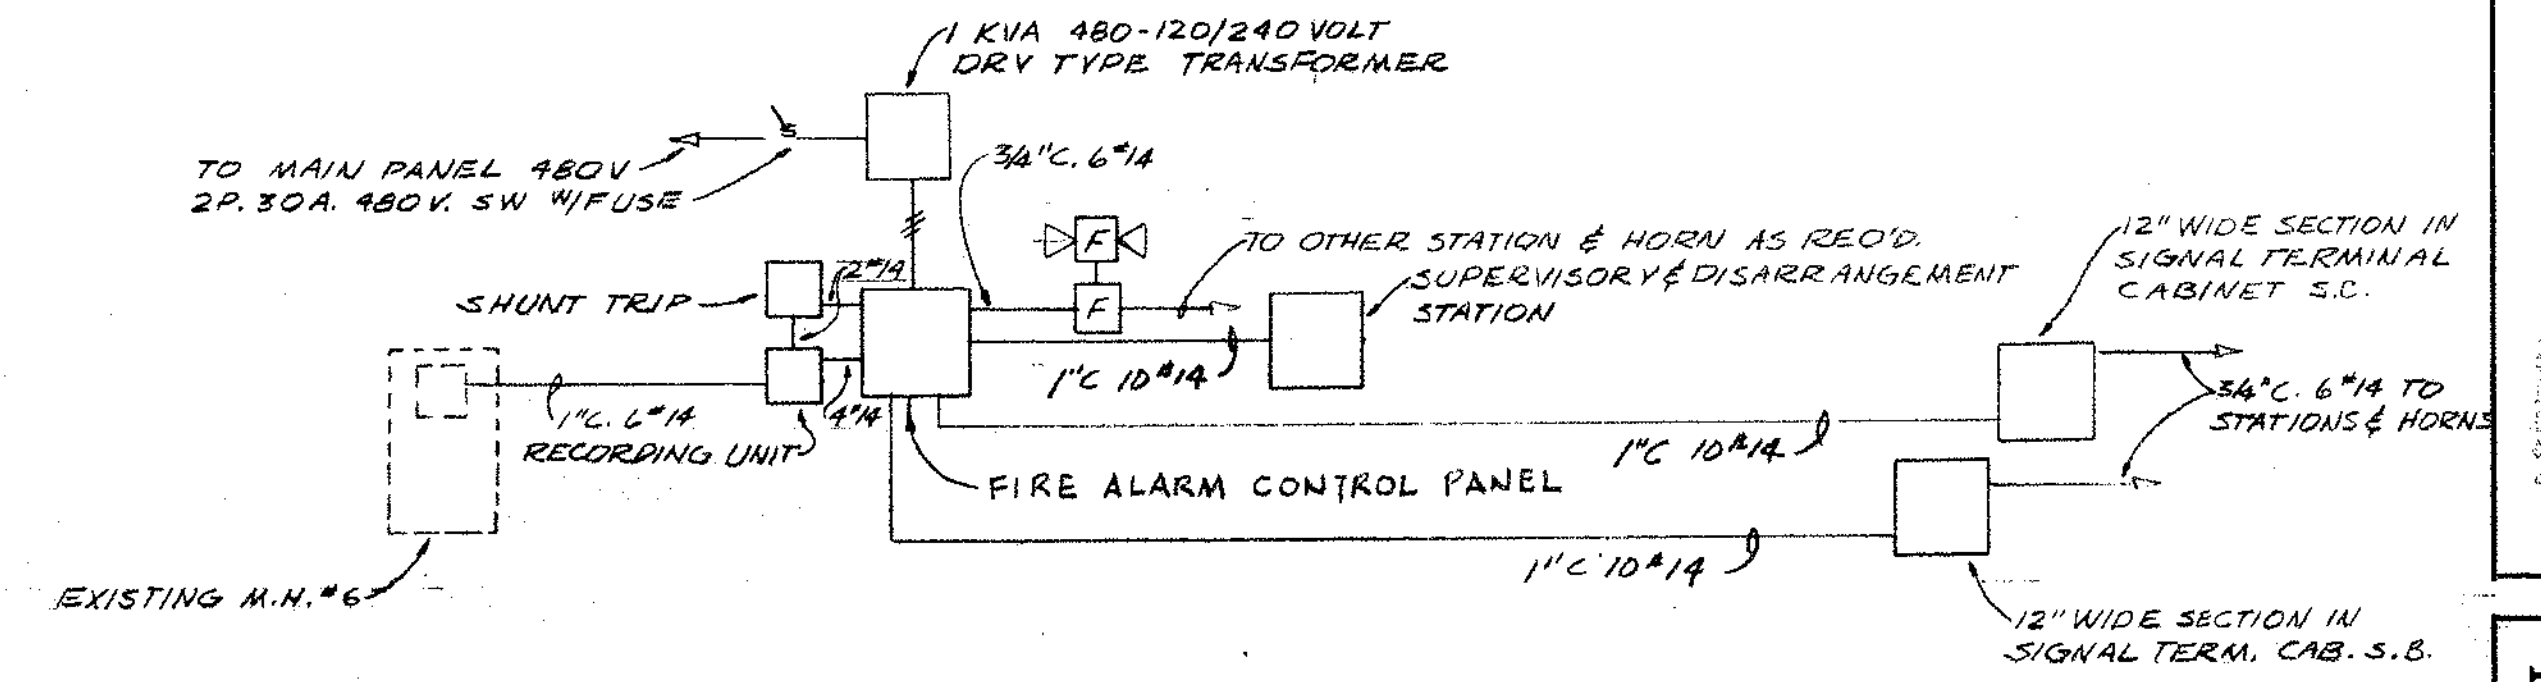 1 KVA 480-120/240 VOLT
DRY TYPE TRANSFORMER
S
TO MAIN PANEL 480V
2P. 30A. 480V. SW W/FUSE
3/4"C. 6#14
F
TO OTHER STATION & HORN AS REQ'D.
SUPERVISORY & DISARRANGEMENT
STATION
12" WIDE SECTION IN
SIGNAL TERMINAL
CABINET S.C.
2#14
SHUNT TRIP
F
1"C 10#14
1"C. 6#14
4#14
RECORDING UNIT
3/4"C. 6#14 TO
STATIONS & HORNS
1"C 10#14
FIRE ALARM CONTROL PANEL
1"C 10#14
EXISTING M.H.#6
12" WIDE SECTION IN
SIGNAL TERM. CAB. S.B.